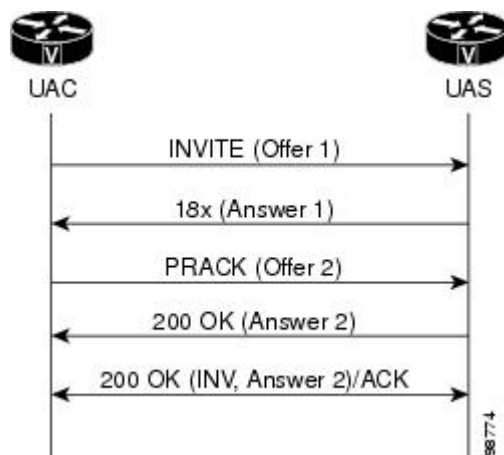 V
V
UAC
UAS
INVITE (Offer 1)
18x (Answer 1)
PRACK (Offer 2)
200 OK (Answer 2)
200 OK (INV, Answer 2)/ACK
98774